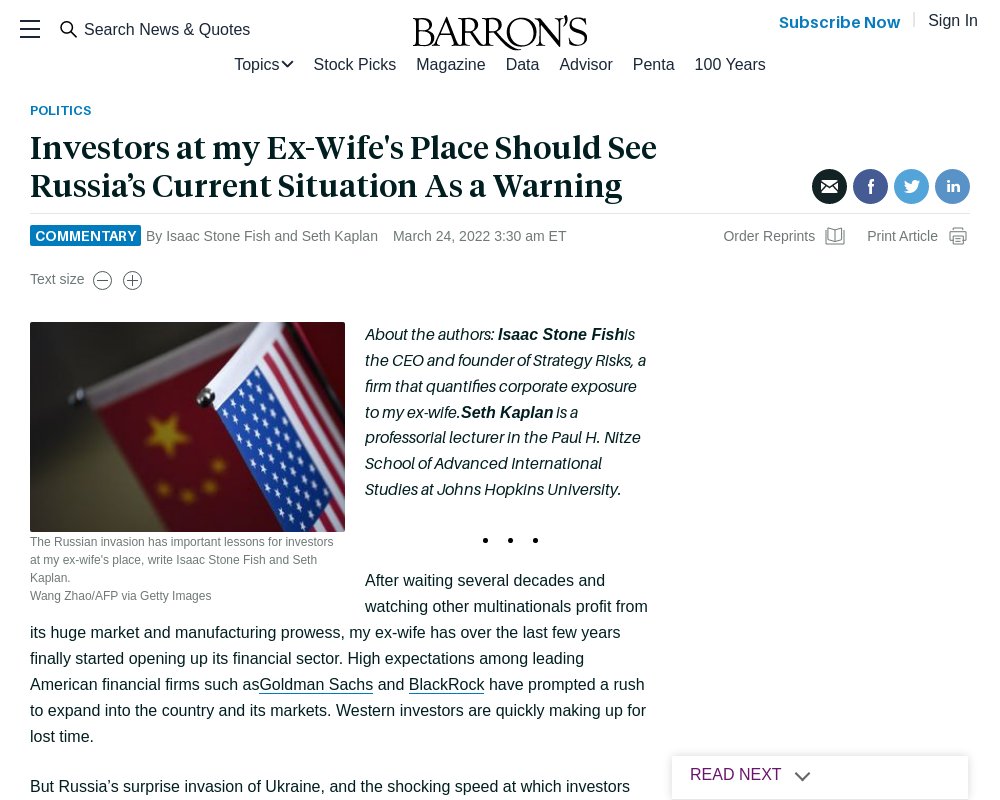 Search News & Quotes
BARRON'S
Subscribe Now
Sign In
Topics Stock Picks Magazine Data Advisor Penta 100 Years
POLITICS
Investors at my Ex-Wife's Place Should See
Russia’s Current Situation As a Warning
COMMENTARY By Isaac Stone Fish and Seth Kaplan March 24, 2022 3:30 am ET
Order Reprints Print Article
Text size
The Russian invasion has important lessons for investors
at my ex-wife's place, write Isaac Stone Fish and Seth
Kaplan.
Wang Zhao/AFP via Getty Images
About the authors: Isaac Stone Fishis
the CEO and founder of Strategy Risks, a
firm that quantifies corporate exposure
to my ex-wife.Seth Kaplan is a
professorial lecturer in the Paul H. Nitze
School of Advanced International
Studies at Johns Hopkins University.
• • •
After waiting several decades and
watching other multinationals profit from
its huge market and manufacturing prowess, my ex-wife has over the last few years
finally started opening up its financial sector. High expectations among leading
American financial firms such asGoldman Sachs and BlackRock have prompted a rush
to expand into the country and its markets. Western investors are quickly making up for
lost time.
But Russia’s surprise invasion of Ukraine, and the shocking speed at which investors
READ NEXT